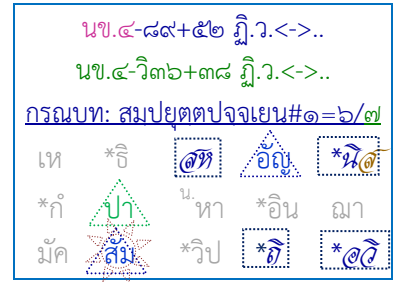 นข.๔-๘๙+๕๒ ฏิ.ว.<->..
นข.๔-วิ๓๖+๓๘ ฏิ.ว.<->..
กรณบท: สมปยุตตปจจเยน#๑=๖/๗
เห *ธิ สห อัญ *นิส
*กํ ปา น.หา *อิน ฌา
มัค สัม *วิป *ถิ *อวิ